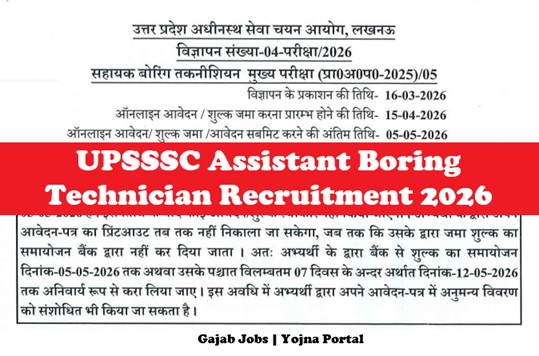 उत्तर प्रदेश अधीनस्थ सेवा चयन आयोग, लखनऊ
विज्ञापन संख्या-04-परीक्षा/2026
सहायक बोरिंग तकनीशियन मुख्य परीक्षा (प्रा0अ0प0-2025)/05
विज्ञापन के प्रकाशन की तिथि- 16-03-2026
ऑनलाइन आवेदन / शुल्क जमा करना प्रारम्भ होने की तिथि- 15-04-2026
ऑनलाइन आवेदन/ शुल्क जमा /आवेदन सबमिट करने की अंतिम तिथि- 05-05-2026
UPSSSC Assistant Boring
Technician Recruitment 2026
आवेदन-पत्र का प्रिंटआउट तब तक नहीं निकाला जा सकेगा, जब तक कि उसके द्वारा जमा शुल्क का
समायोजन बैंक द्वारा नहीं कर दिया जाता । अतः अभ्यर्थी के द्वारा बैंक से शुल्क का समायोजन
दिनांक-05-05-2026 तक अथवा उसके पश्चात विलम्बतम 07 दिवस के अन्दर अर्थात दिनांक-12-05-2026
तक अनिवार्य रूप से करा लिया जाए। इस अवधि में अभ्यर्थी द्वारा अपने आवेदन-पत्र में अनुमन्य विवरण
को संशोधित भी किया जा सकता है ।
Gajab Jobs | Yojna Portal